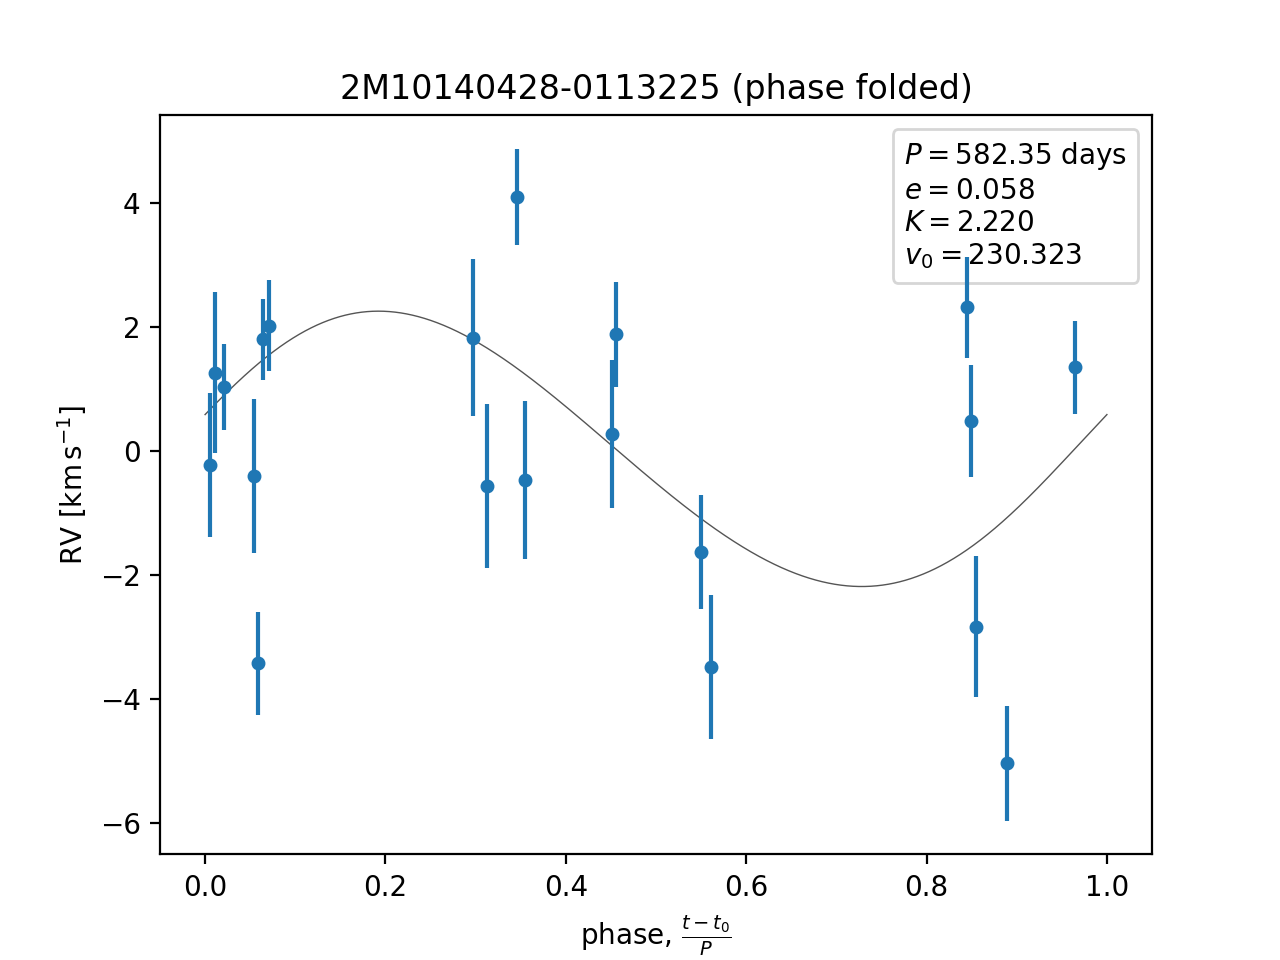 2M10140428-0113225 (phase folded)
P = 582.35 days
e = 0.058
K = 2.220
v₀ = 230.323
4
2
0
−2
−4
−6
RV [km s⁻¹]
0.0 0.2 0.4 0.6 0.8 1.0
phase, (t − t₀)/P